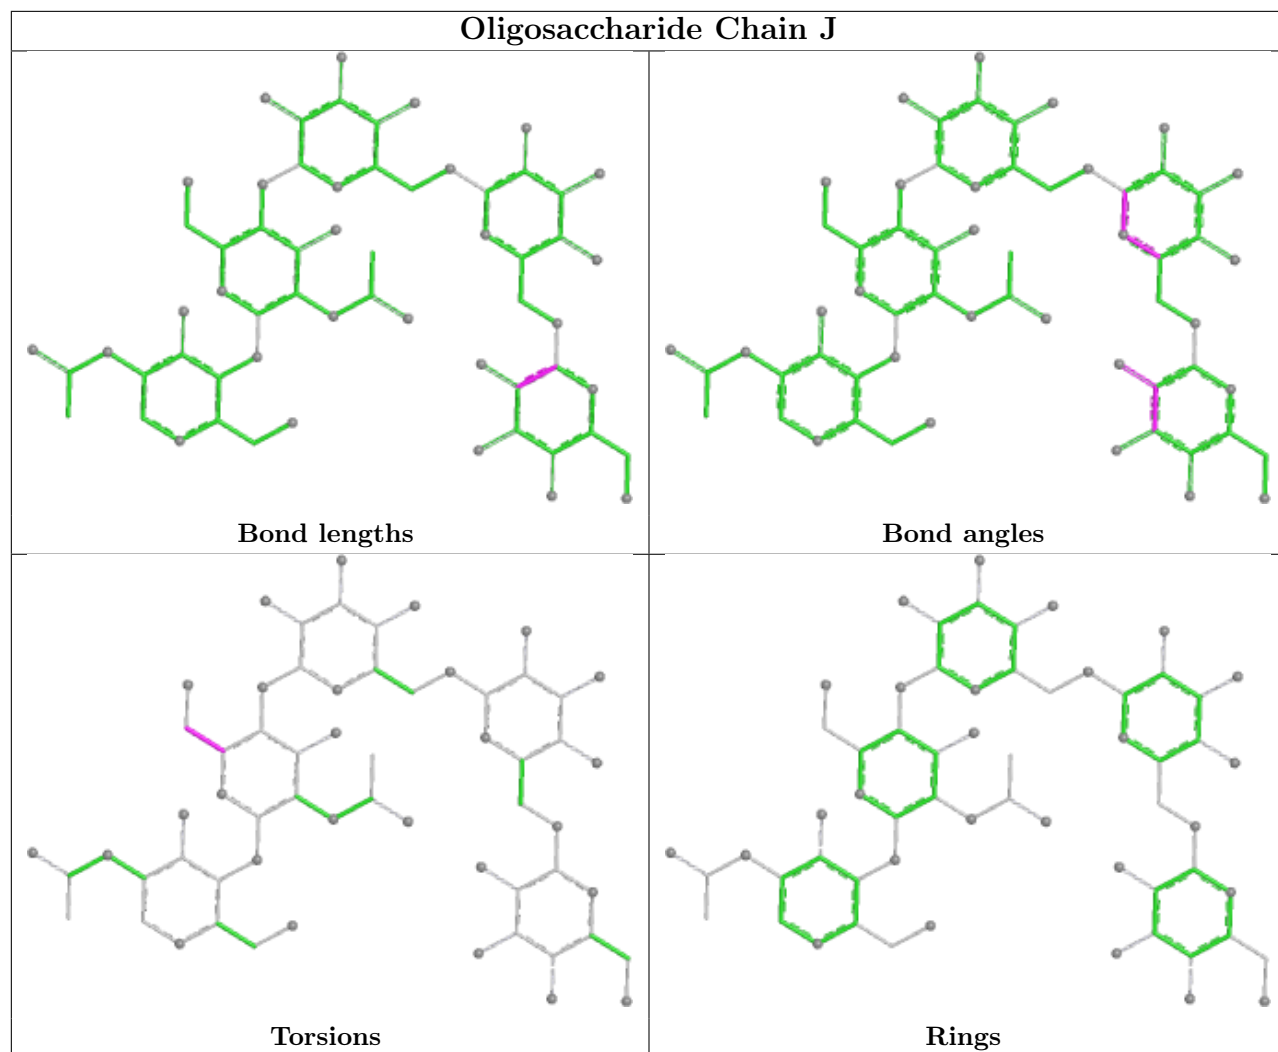 Oligosaccharide Chain J
Bond lengths
Bond angles
Torsions
Rings